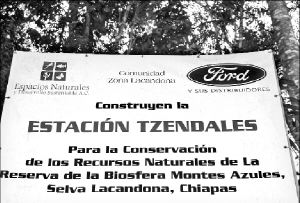 Espacios Naturales
y Desarrollo Sustentable A.C.
Comunidad
Zona Lacandona
Ford
Y SUS DISTRIBUIDORES
Construyen la
ESTACIÓN TZENDALES
Para la Conservación
de los Recursos Naturales de La
Reserva de la Biosfera Montes Azules,
Selva Lacandona, Chiapas